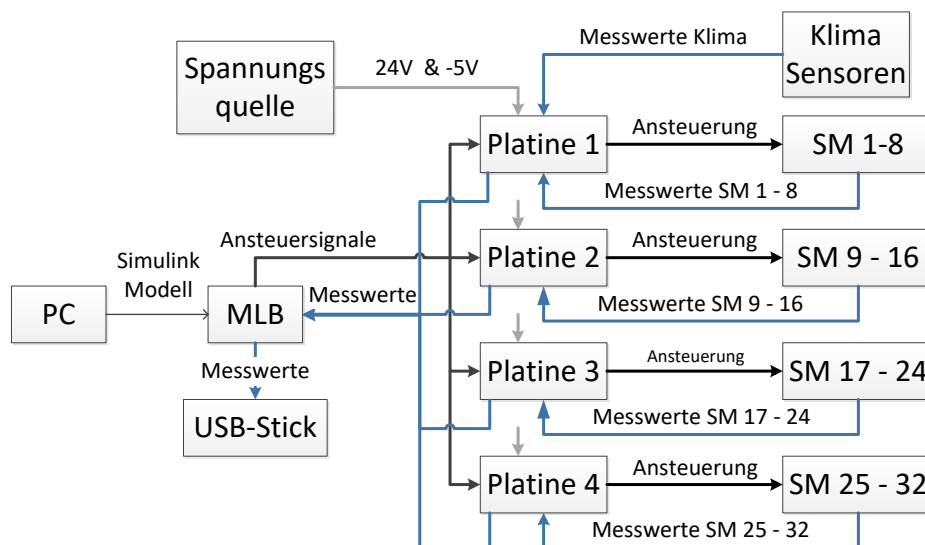 Messwerte Klima
Klima
Sensoren
Spannungs
quelle
24V & -5V
Platine 1
Ansteuerung
SM 1-8
Messwerte SM 1 - 8
Ansteuersignale
Platine 2
Ansteuerung
SM 9 - 16
Messwerte SM 9 - 16
Simulink
Modell
PC
MLB
Messwerte
Messwerte
USB-Stick
Platine 3
Ansteuerung
SM 17 - 24
Messwerte SM 17 - 24
Platine 4
Ansteuerung
SM 25 - 32
Messwerte SM 25 - 32